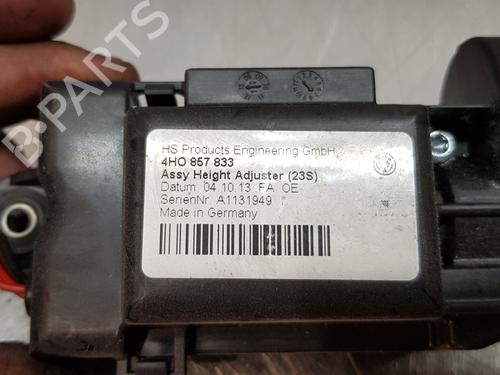 HS Products Engineering GmbH
4HO 857 833
Assy Height Adjuster (23S)
Datum 04.10.13 FA OE
SerienNr A1131949
Made in Germany
B-PARTS